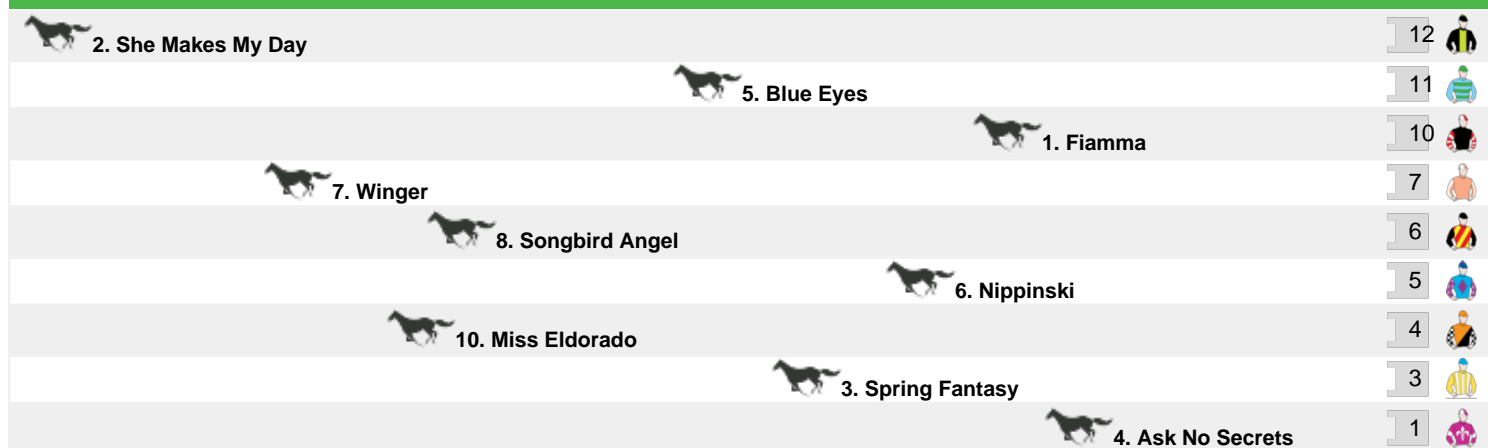 2. She Makes My Day 12
5. Blue Eyes 11
1. Fiamma 10
7. Winger 7
8. Songbird Angel 6
6. Nippinski 5
10. Miss Eldorado 4
3. Spring Fantasy 3
4. Ask No Secrets 1